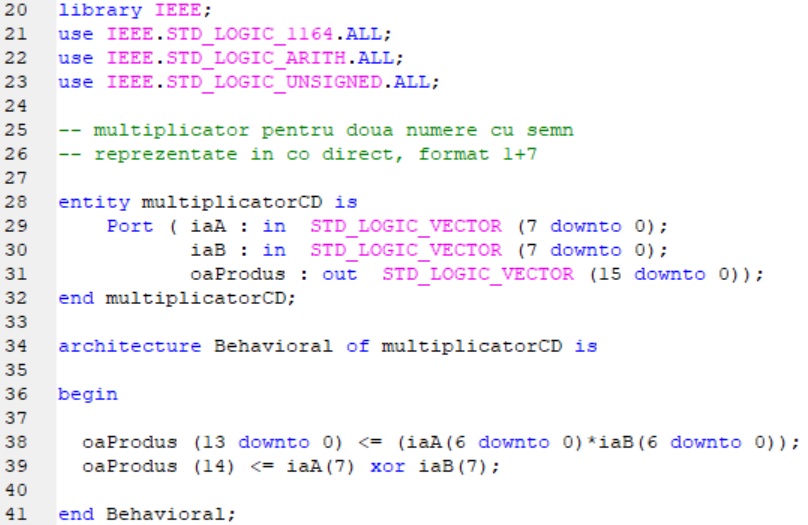 20 library IEEE;
21 use IEEE.STD_LOGIC_1164.ALL;
22 use IEEE.STD_LOGIC_ARITH.ALL;
23 use IEEE.STD_LOGIC_UNSIGNED.ALL;
24
25 -- multiplicator pentru doua numere cu semn
26 -- reprezentate in co direct, format 1+7
27
28 entity multiplicatorCD is
29     Port ( iaA : in  STD_LOGIC_VECTOR (7 downto 0);
30            iaB : in  STD_LOGIC_VECTOR (7 downto 0);
31            oaProdus : out  STD_LOGIC_VECTOR (15 downto 0));
32 end multiplicatorCD;
33
34 architecture Behavioral of multiplicatorCD is
35
36 begin
37
38   oaProdus (13 downto 0) <= (iaA(6 downto 0)*iaB(6 downto 0));
39   oaProdus (14) <= iaA(7) xor iaB(7);
40
41 end Behavioral;